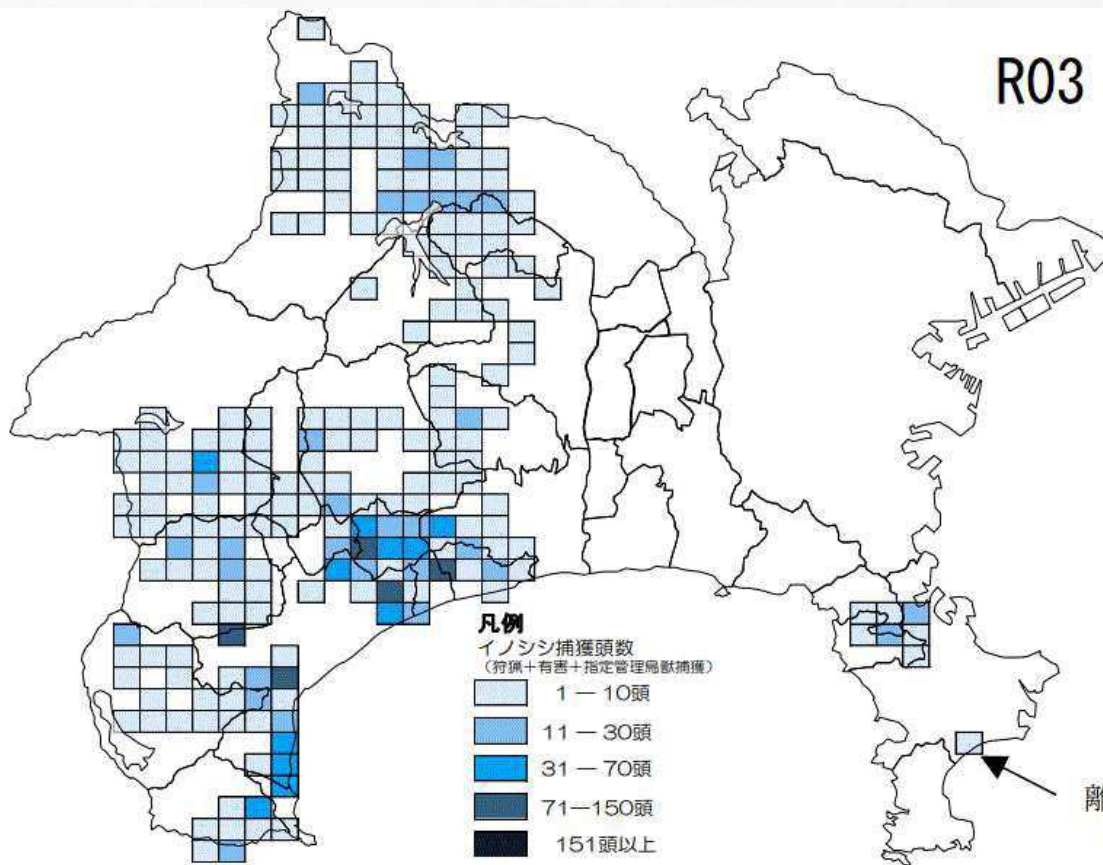 R03
凡例
イノシシ捕獲頭数
（狩猟＋有害＋指定管理鳥獣捕獲）
1－10頭
11－30頭
31－70頭
71－150頭
151頭以上
離